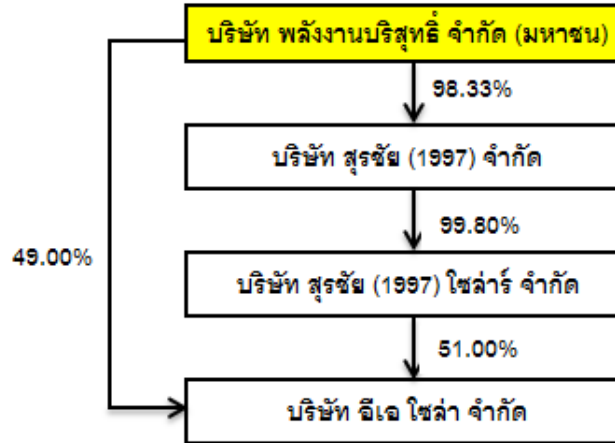 บริษัท พลังงานบริสุทธิ์ จำกัด (มหาชน)
98.33%
บริษัท สุรชัย (1997) จำกัด
99.80%
49.00%
บริษัท สุรชัย (1997) โซล่าร์ จำกัด
51.00%
บริษัท อีเอ โซล่า จำกัด